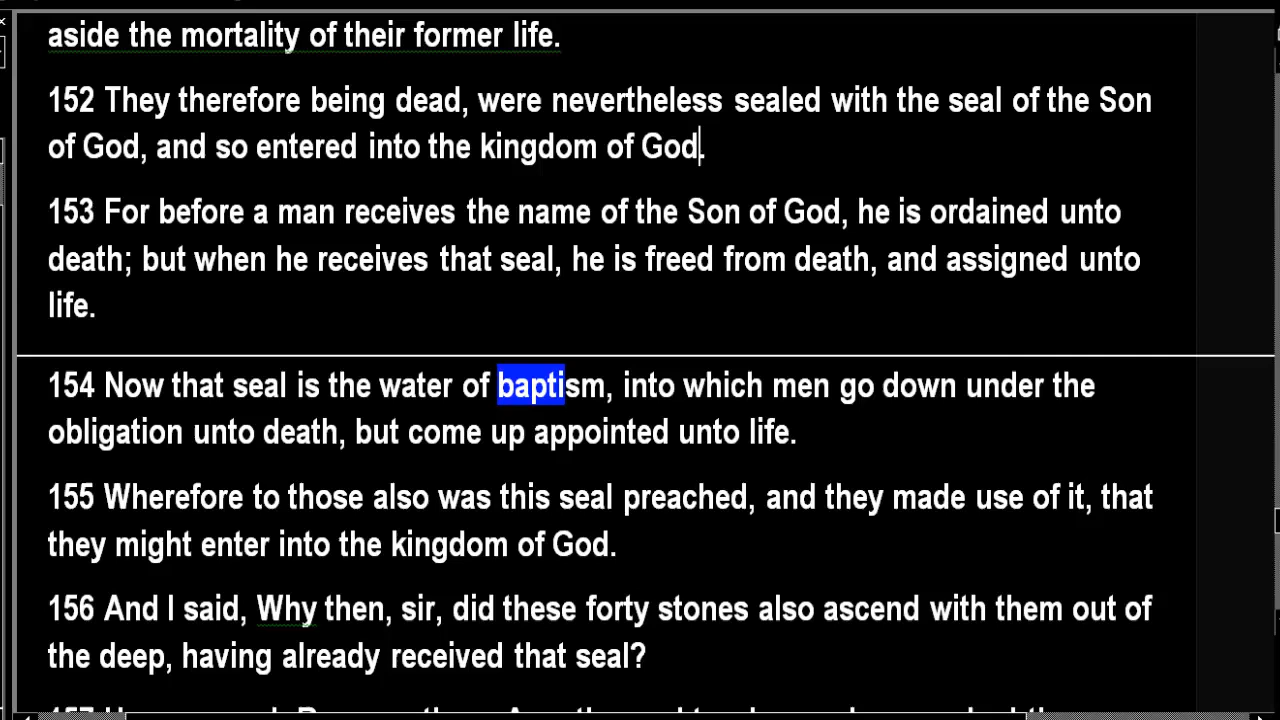 aside the mortality of their former life.
152 They therefore being dead, were nevertheless sealed with the seal of the Son
of God, and so entered into the kingdom of God.
153 For before a man receives the name of the Son of God, he is ordained unto
death; but when he receives that seal, he is freed from death, and assigned unto
life.
154 Now that seal is the water of baptism, into which men go down under the
obligation unto death, but come up appointed unto life.
155 Wherefore to those also was this seal preached, and they made use of it, that
they might enter into the kingdom of God.
156 And I said, Why then, sir, did these forty stones also ascend with them out of
the deep, having already received that seal?